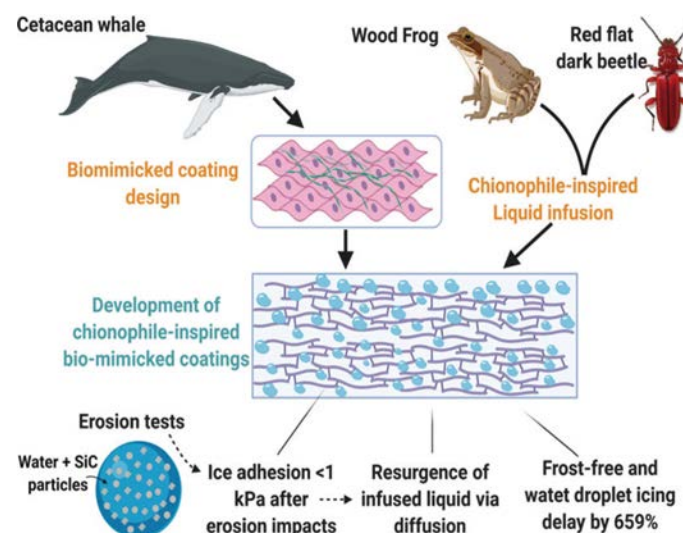 Cetacean whale
Wood Frog
Red flat
dark beetle
Biomimicked coating
design
Chionophile-inspired
Liquid infusion
Development of
chionophile-inspired
bio-mimicked coatings
Erosion tests
Water + SiC
particles
Ice adhesion <1
kPa after
erosion impacts
Resurgence of
infused liquid via
diffusion
Frost-free and
watet droplet icing
delay by 659%